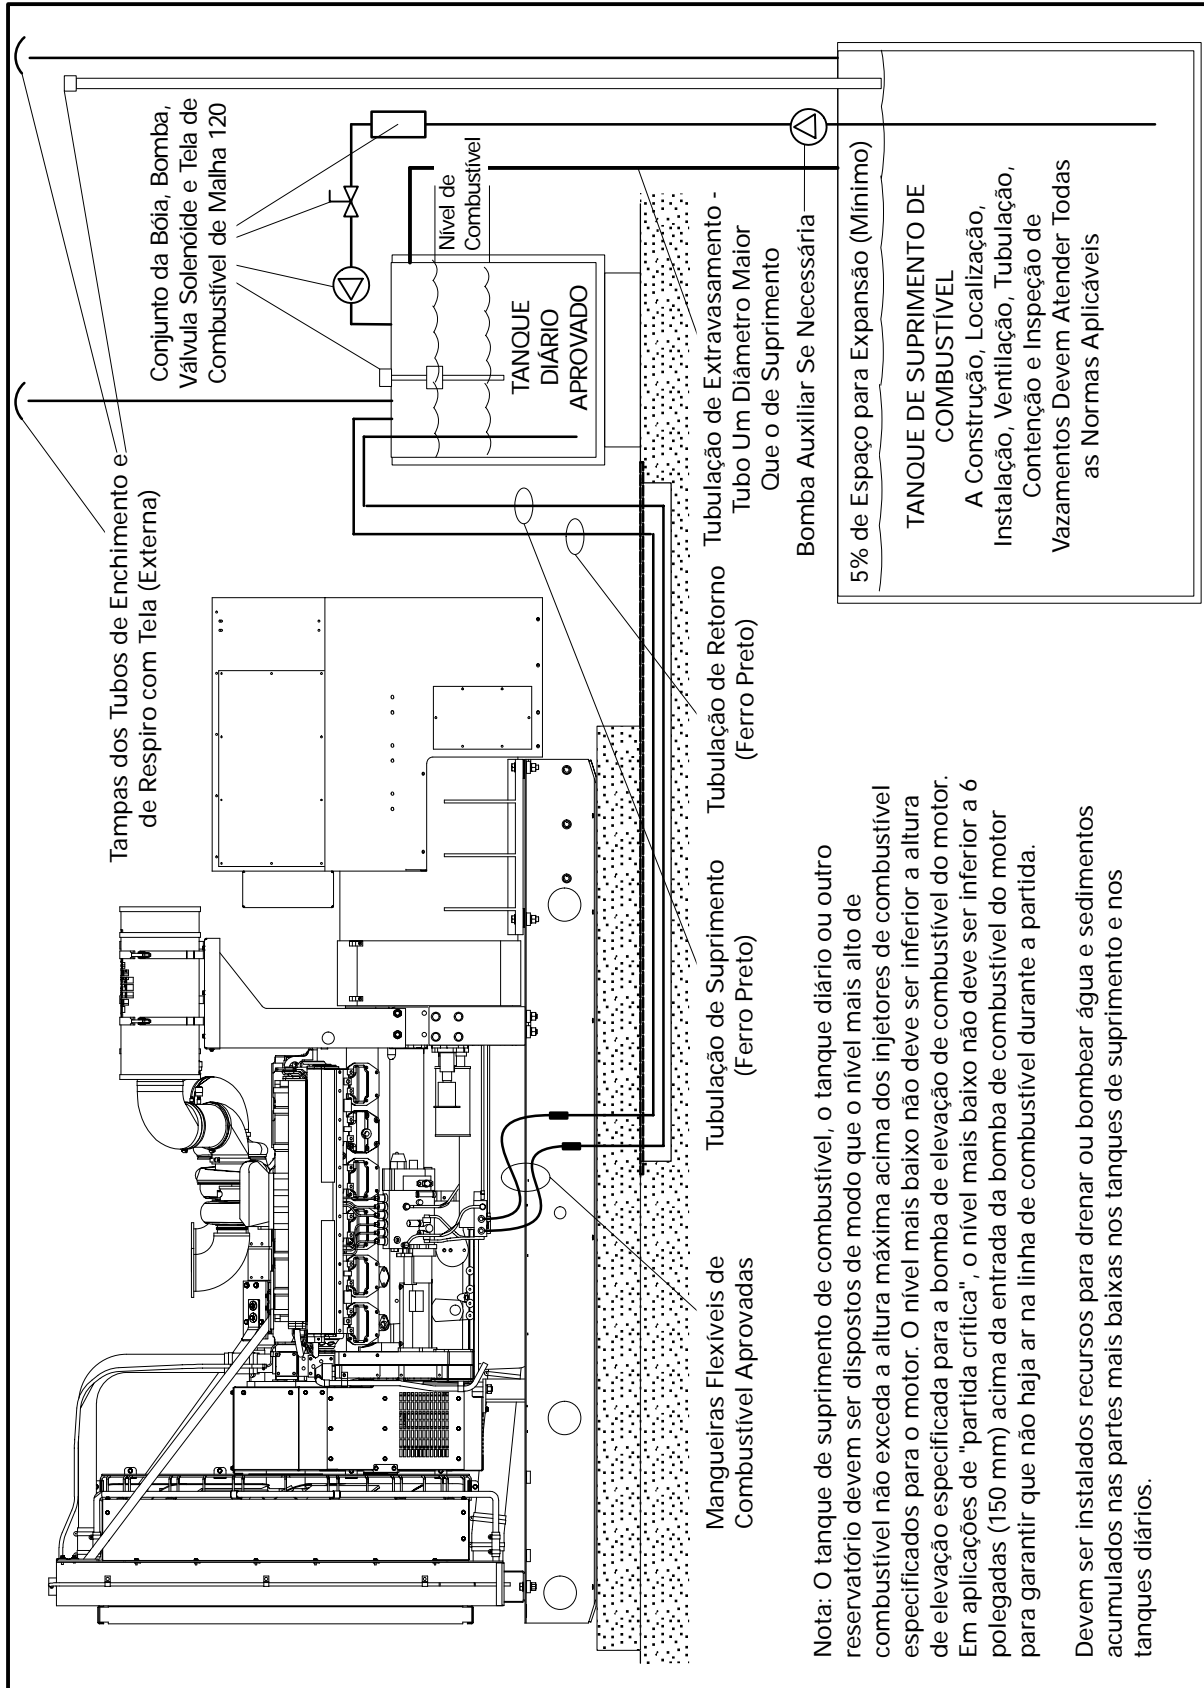 Tampas dos Tubos de Enchimento e
de Respiro com Tela (Externa)
Conjunto da Bóia, Bomba,
Válvula Solenóide e Tela de
Combustível de Malha 120
Nível de
Combustível
TANQUE
DIÁRIO
APROVADO
Mangueiras Flexíveis de
Combustível Aprovadas
Tubulação de Suprimento
(Ferro Preto)
Tubulação de Retorno
(Ferro Preto)
Tubulação de Extravasamento -
Tubo Um Diâmetro Maior
Que o de Suprimento
Bomba Auxiliar Se Necessária
5% de Espaço para Expansão (Mínimo)
TANQUE DE SUPRIMENTO DE
COMBUSTÍVEL
A Construção, Localização,
Instalação, Ventilação, Tubulação,
Contenção e Inspeção de
Vazamentos Devem Atender Todas
as Normas Aplicáveis
Nota: O tanque de suprimento de combustível, o tanque diário ou outro
reservatório devem ser dispostos de modo que o nível mais alto de
combustível não exceda a altura máxima acima dos injetores de combustível
especificados para o motor. O nível mais baixo não deve ser inferior a altura
de elevação especificada para a bomba de elevação de combustível do motor.
Em aplicações de "partida crítica", o nível mais baixo não deve ser inferior a 6
polegadas (150 mm) acima da entrada da bomba de combustível do motor
para garantir que não haja ar na linha de combustível durante a partida.
Devem ser instalados recursos para drenar ou bombear água e sedimentos
acumulados nas partes mais baixas nos tanques de suprimento e nos
tanques diários.